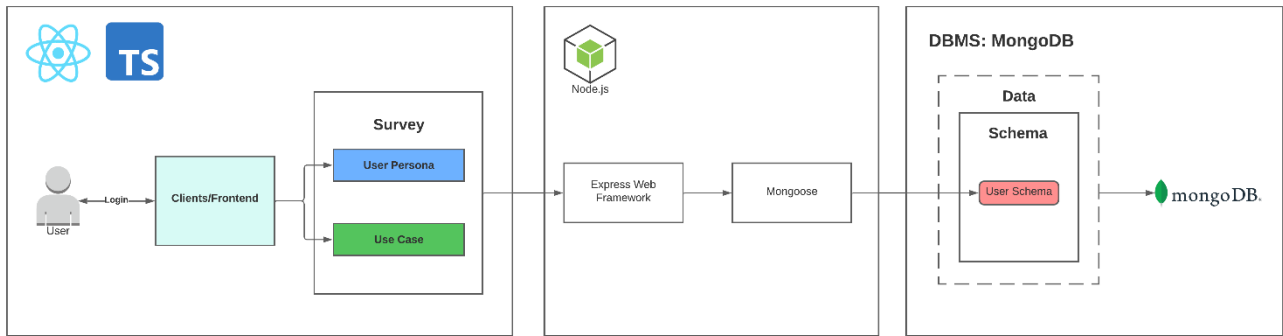 TS
Survey
User Persona
Use Case
Clients/Frontend
Login
User
Node.js
Express Web
Framework
Mongoose
DBMS: MongoDB
Data
Schema
User Schema
mongoDB.